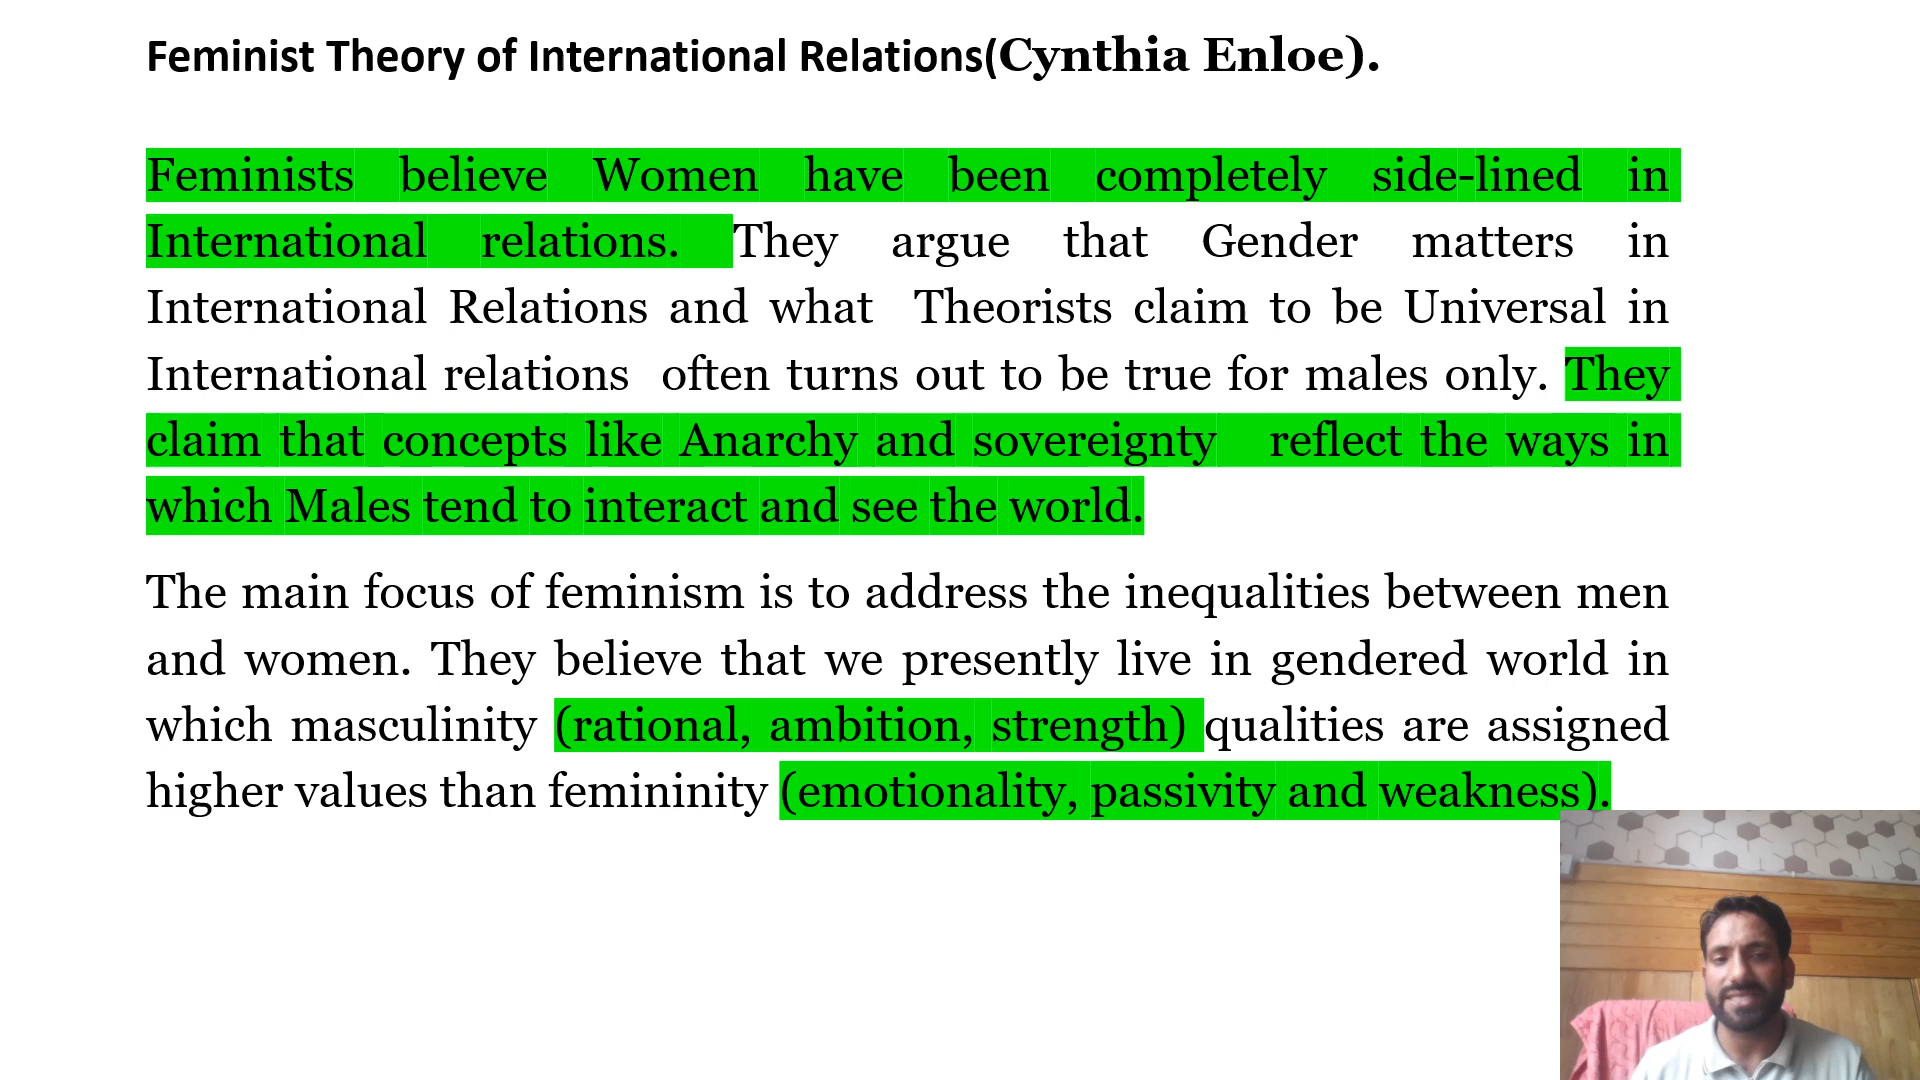 Feminist Theory of International Relations(Cynthia Enloe).
Feminists believe Women have been completely side-lined in
International relations. They argue that Gender matters in
International Relations and what Theorists claim to be Universal in
International relations often turns out to be true for males only. They
claim that concepts like Anarchy and sovereignty reflect the ways in
which Males tend to interact and see the world.
The main focus of feminism is to address the inequalities between men
and women. They believe that we presently live in gendered world in
which masculinity (rational, ambition, strength) qualities are assigned
higher values than femininity (emotionality, passivity and weakness).